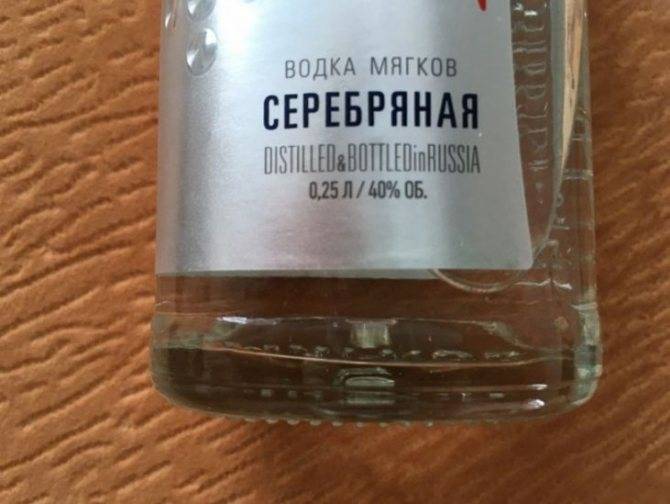 ВОДКА МЯГКОВ
СЕРЕБРЯНАЯ
DISTILLED&BOTTLEDinRUSSIA
0,25 Л / 40% ОБ.